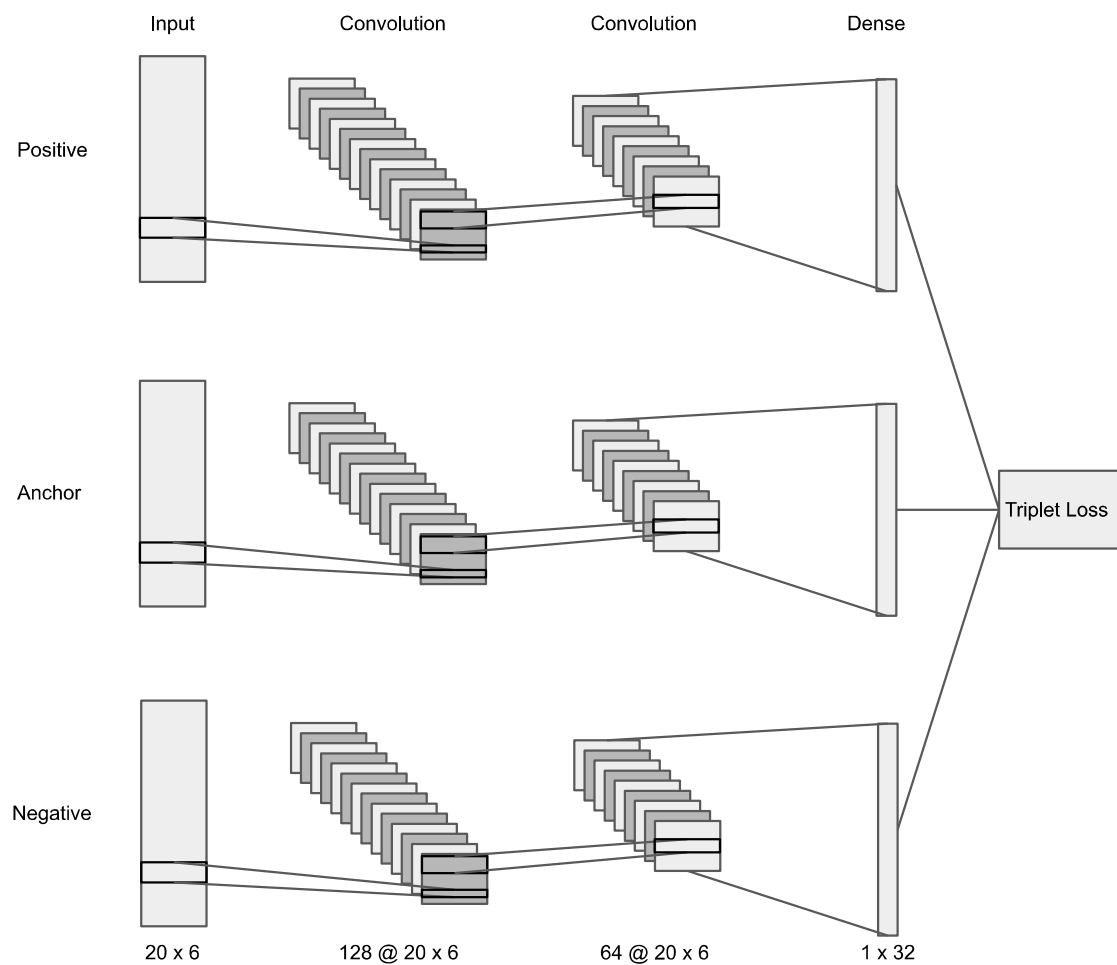 Input Convolution Convolution Dense
Positive
Anchor
Triplet Loss
Negative
20 x 6 128 @ 20 x 6 64 @ 20 x 6 1 x 32